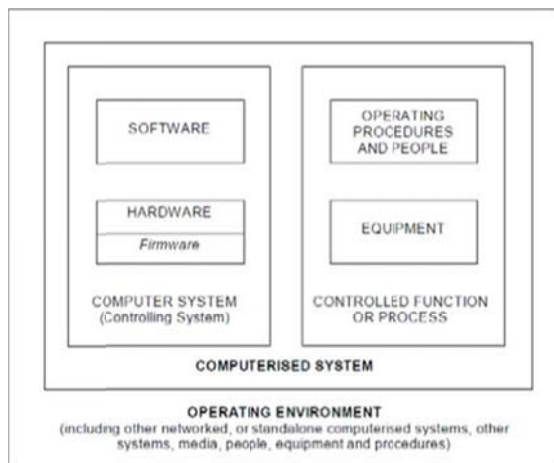 SOFTWARE
HARDWARE
Firmware
COMPUTER SYSTEM
(Controlling System)
OPERATING
PROCEDURES
AND PEOPLE
EQUIPMENT
CONTROLLED FUNCTION
OR PROCESS
COMPUTERISED SYSTEM
OPERATING ENVIRONMENT
(including other networked, or standalone computerised systems, other
systems, media, people, equipment and procedures)